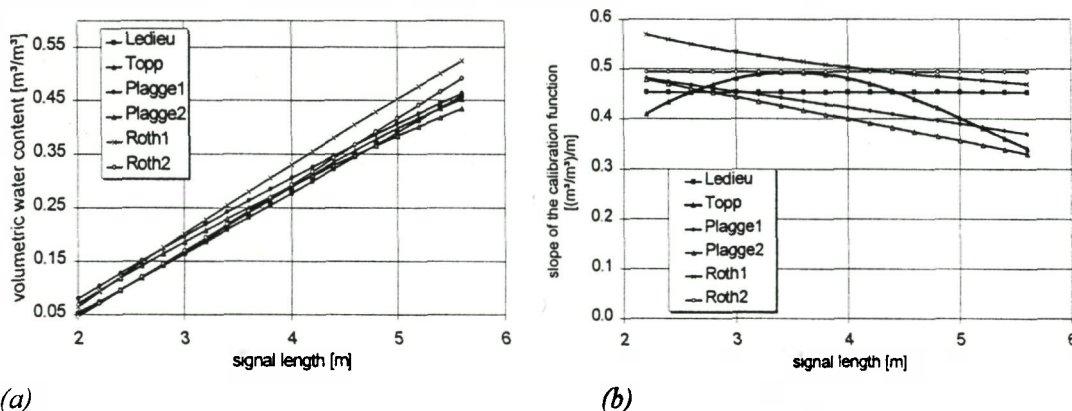 volumetric water content [m³/m³]
0.55
0.45
0.35
0.25
0.15
0.05
Ledieu
Topp
Plagge1
Plagge2
Roth1
Roth2
2
3
4
5
6
signal length [m]
(a)
slope of the calibration function
[(m³/m³)/m]
0.6
0.5
0.4
0.3
0.2
0.1
0.0
Ledieu
Topp
Plagge1
Plagge2
Roth1
Roth2
2
3
4
5
6
signal length [m]
(b)